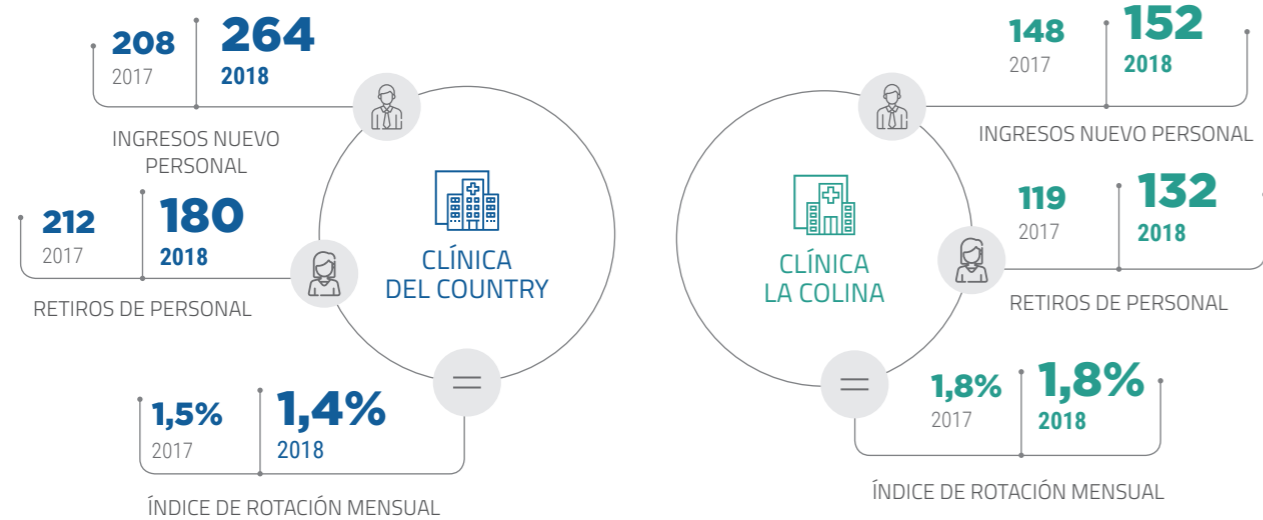 208
2017
264
2018
INGRESOS NUEVO
PERSONAL
212
2017
180
2018
RETIROS DE PERSONAL
CLÍNICA
DEL COUNTRY
1,5%
2017
1,4%
2018
ÍNDICE DE ROTACIÓN MENSUAL
148
2017
152
2018
INGRESOS NUEVO PERSONAL
119
2017
132
2018
RETIROS DE PERSONAL
CLÍNICA
LA COLINA
1,8%
2017
1,8%
2018
ÍNDICE DE ROTACIÓN MENSUAL